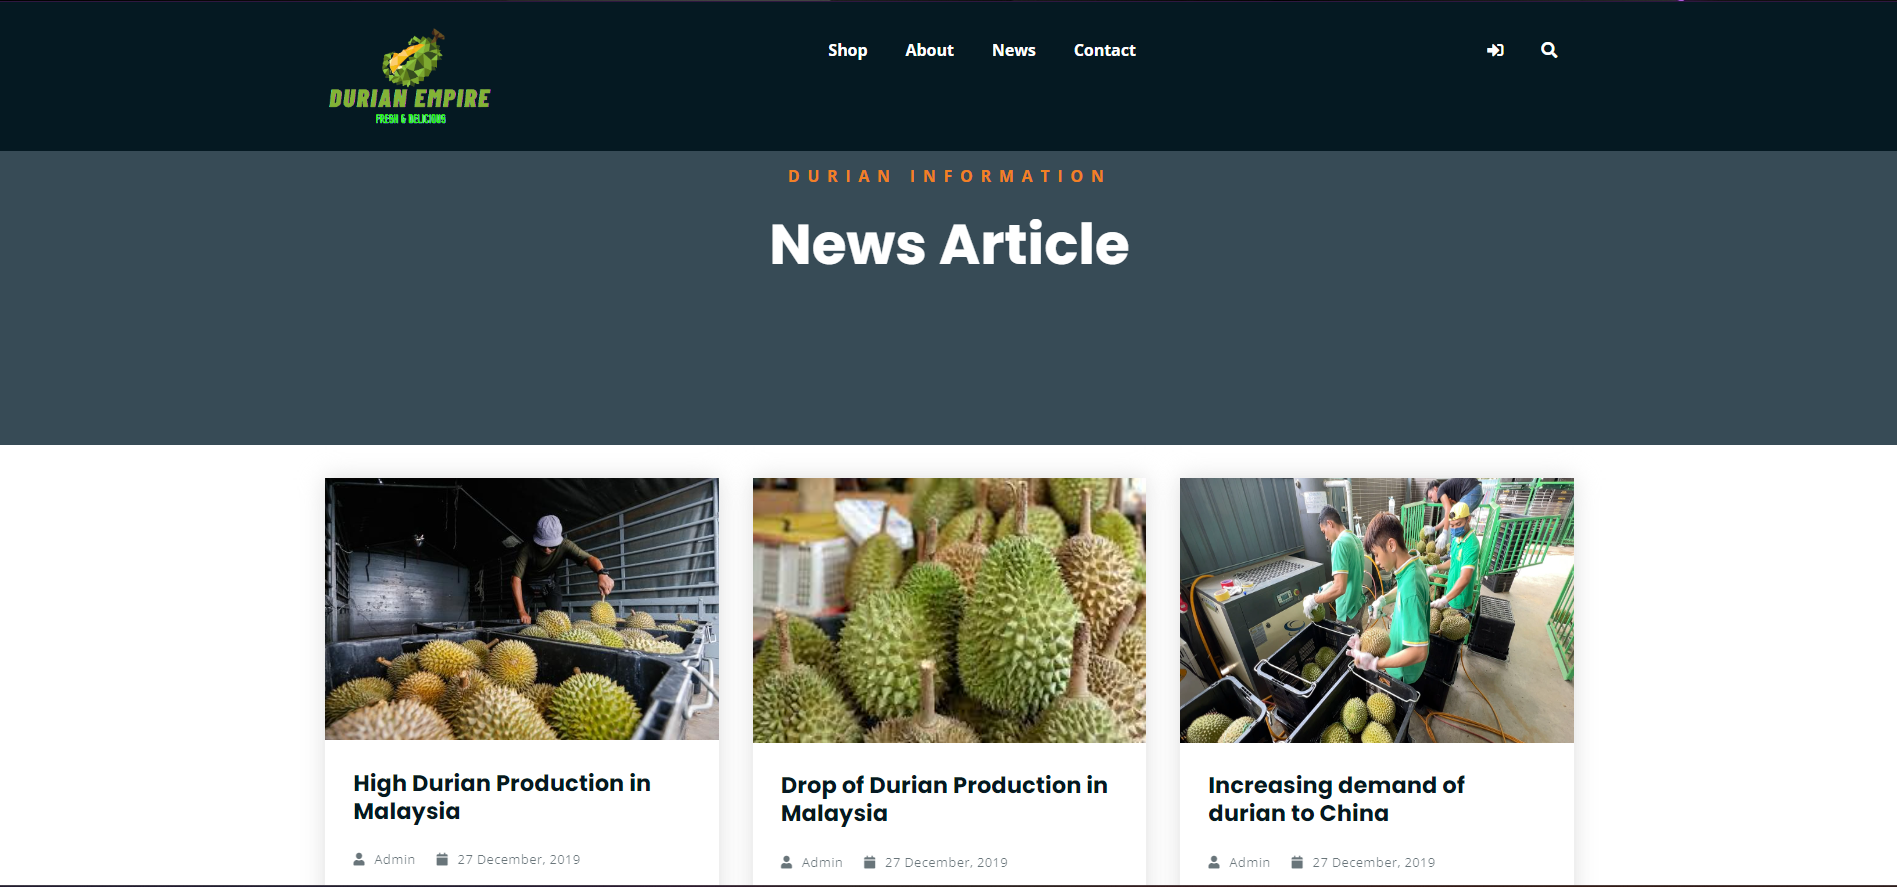 DURIAN EMPIRE
FRESH & DELICIOUS
Shop About News Contact
DURIAN INFORMATION
News Article
High Durian Production in
Malaysia
Admin 27 December, 2019
Drop of Durian Production in
Malaysia
Admin 27 December, 2019
Increasing demand of
durian to China
Admin 27 December, 2019